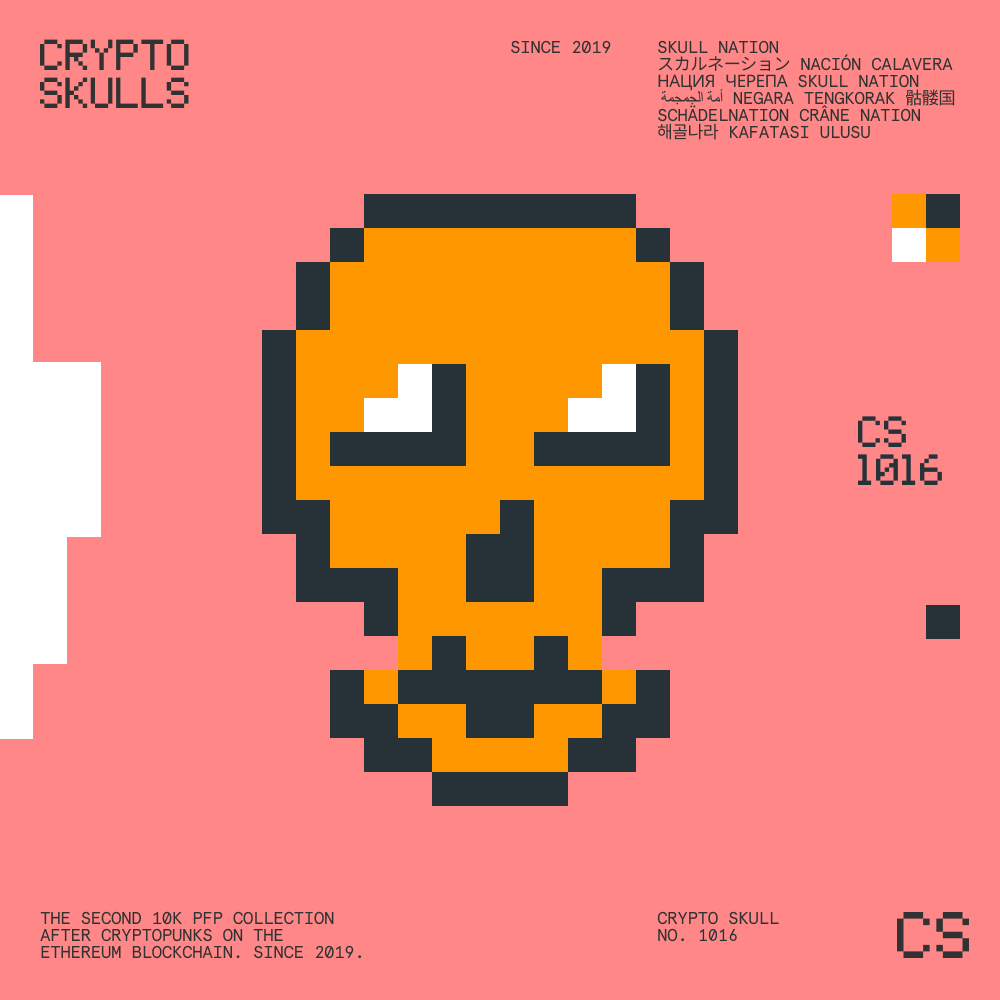 CRYPTO
SKULLS
SINCE 2019
SKULL NATION
スカルネーション NACIÓN CALAVERA
НАЦИЯ ЧЕРЕПА SKULL NATION
أمة الجمجمة NEGARA TENGKORAK 骷髅国
SCHÄDELNATION CRÂNE NATION
해골나라 KAFATASI ULUSU
CS
1016
THE SECOND 10K PFP COLLECTION
AFTER CRYPTOPUNKS ON THE
ETHEREUM BLOCKCHAIN. SINCE 2019.
CRYPTO SKULL
NO. 1016
CS